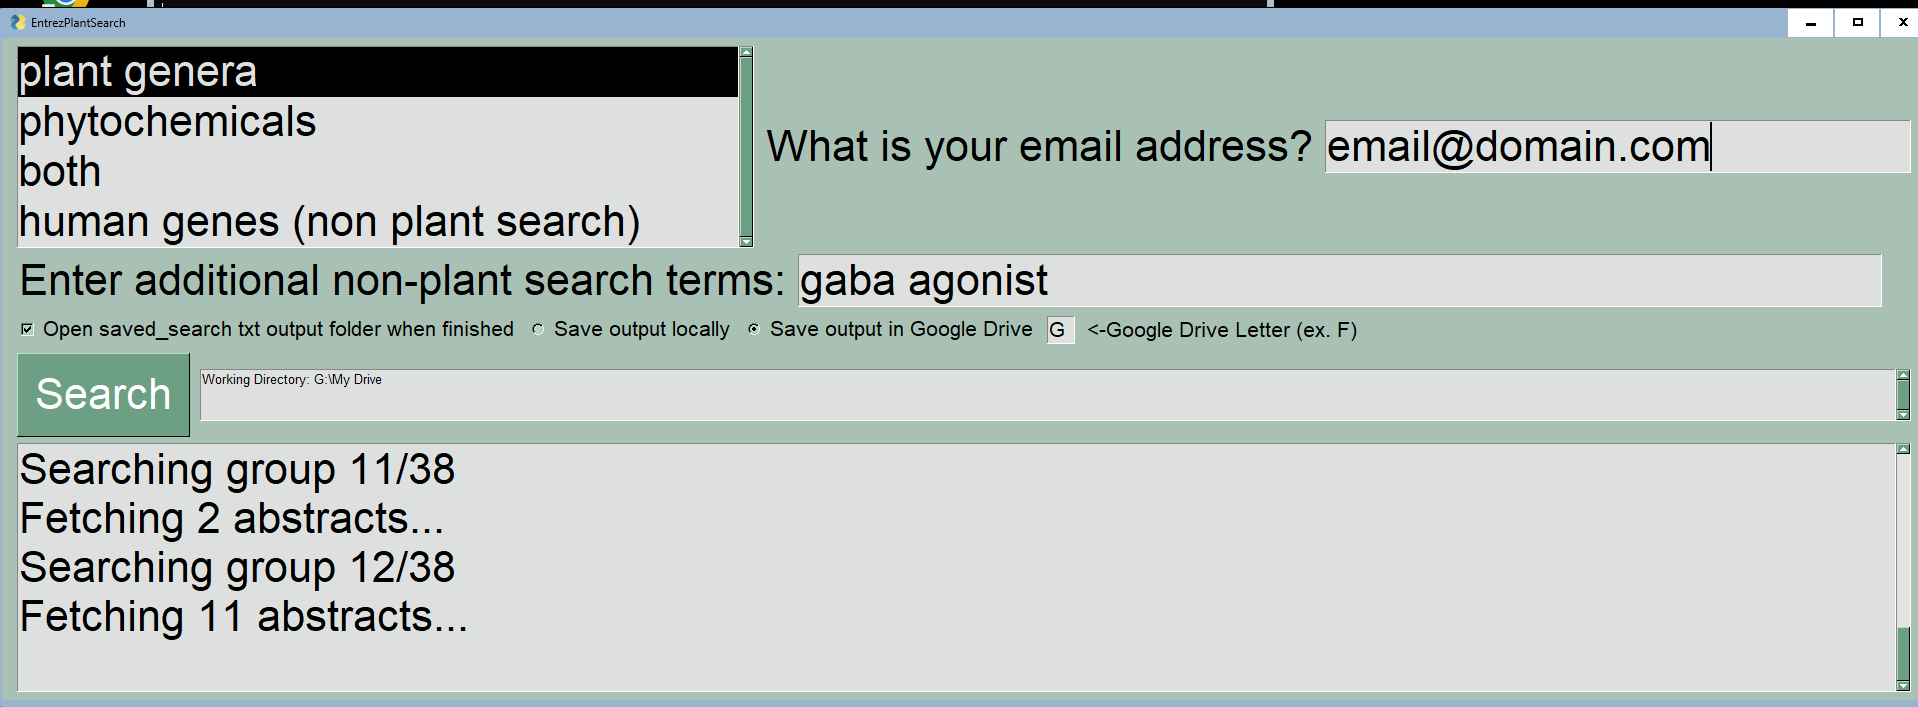 EntrezPlantSearch
plant genera
phytochemicals
both
human genes (non plant search)
What is your email address? email@domain.com
Enter additional non-plant search terms: gaba agonist
Open saved_search txt output folder when finished Save output locally Save output in Google Drive G <-Google Drive Letter (ex. F)
Search
Working Directory: G:\My Drive
Searching group 11/38
Fetching 2 abstracts...
Searching group 12/38
Fetching 11 abstracts...